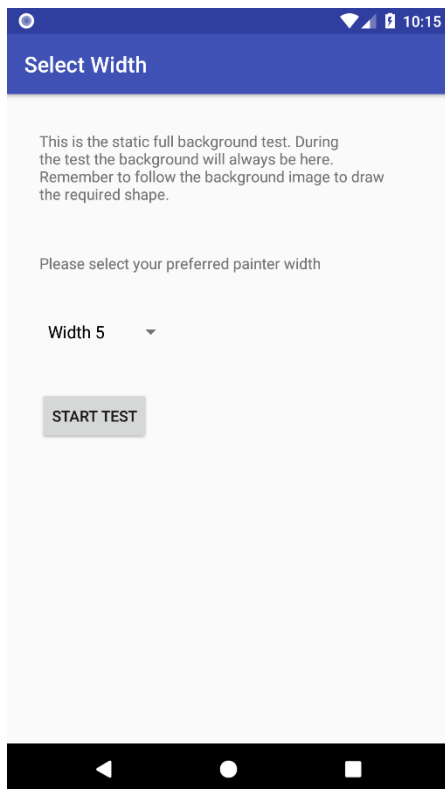 10:15
Select Width
This is the static full background test. During
the test the background will always be here.
Remember to follow the background image to draw
the required shape.
Please select your preferred painter width
Width 5
START TEST